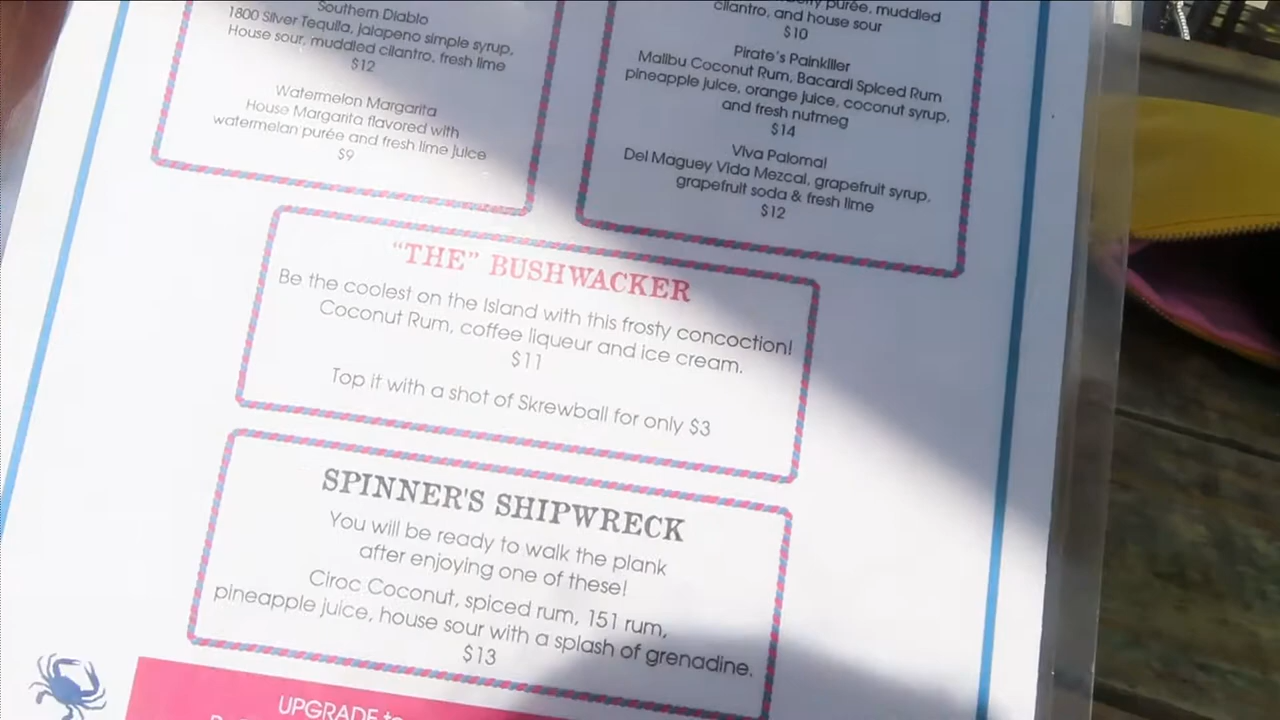 Southern Diablo
1800 Silver Tequila, jalapeno simple syrup,
House sour, muddled cilantro, fresh lime
$12
Watermelon Margarita
House Margarita flavored with
watermelan purée and fresh lime juice
$9
purée, muddled
cilantro, and house sour
$10
Pirate's Painkiller
Malibu Coconut Rum, Bacardi Spiced Rum
pineapple juice, orange juice, coconut syrup,
and fresh nutmeg
$14
Viva Paloma!
Del Maguey Vida Mezcal, grapefruit syrup,
grapefruit soda & fresh lime
$12
"THE" BUSHWACKER
Be the coolest on the Island with this frosty concoction!
Coconut Rum, coffee liqueur and ice cream.
$11
Top it with a shot of Skrewball for only $3
SPINNER'S SHIPWRECK
You will be ready to walk the plank
after enjoying one of these!
Ciroc Coconut, spiced rum, 151 rum,
pineapple juice, house sour with a splash of grenadine.
$13
UPGRADE to